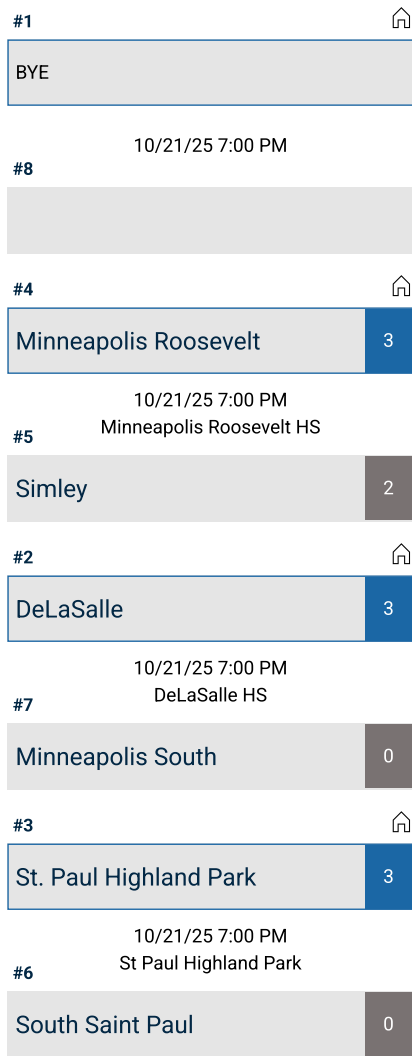 #1
BYE
10/21/25 7:00 PM
#8
#4
Minneapolis Roosevelt
3
10/21/25 7:00 PM
Minneapolis Roosevelt HS
#5
Simley
2
#2
DeLaSalle
3
10/21/25 7:00 PM
DeLaSalle HS
#7
Minneapolis South
0
#3
St. Paul Highland Park
3
10/21/25 7:00 PM
St Paul Highland Park
#6
South Saint Paul
0